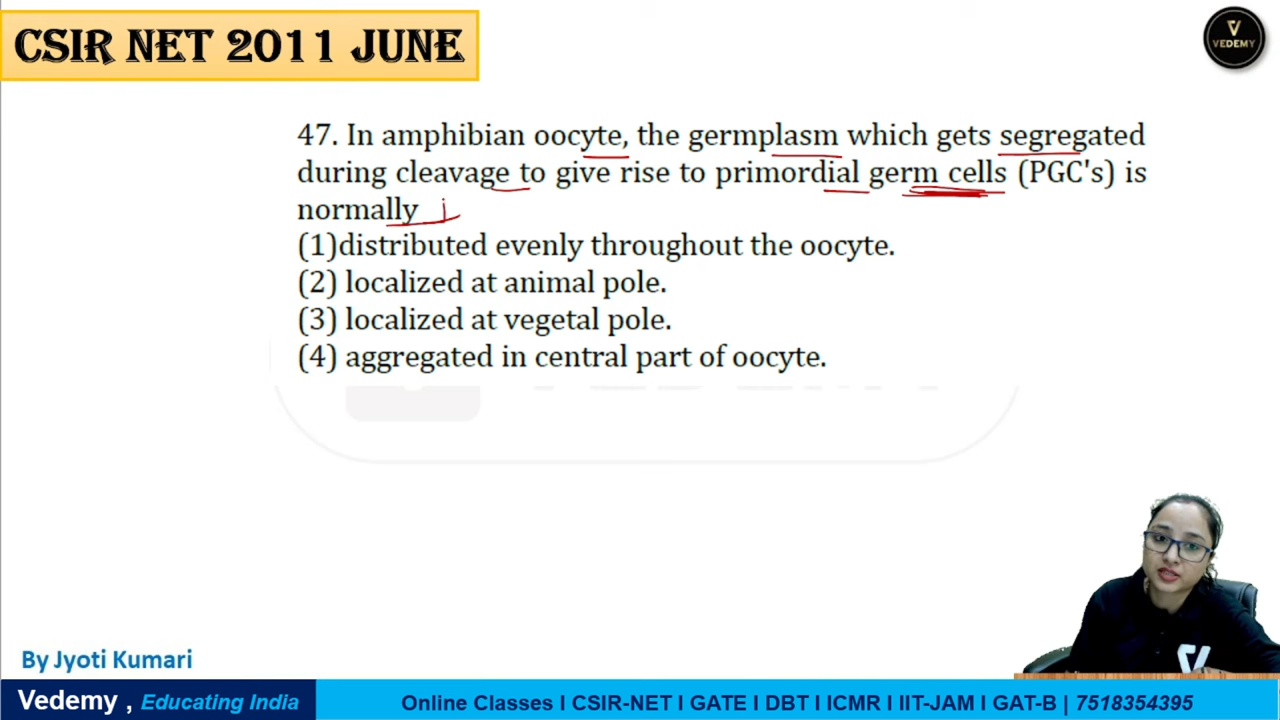 CSIR NET 2011 JUNE
V
VEDEMY
47. In amphibian oocyte, the germplasm which gets segregated
during cleavage to give rise to primordial germ cells (PGC's) is
normally
(1)distributed evenly throughout the oocyte.
(2) localized at animal pole.
(3) localized at vegetal pole.
(4) aggregated in central part of oocyte.
By Jyoti Kumari
Vedemy , Educating India
Online Classes I CSIR-NET I GATE I DBT I ICMR I IIT-JAM I GAT-B | 7518354395